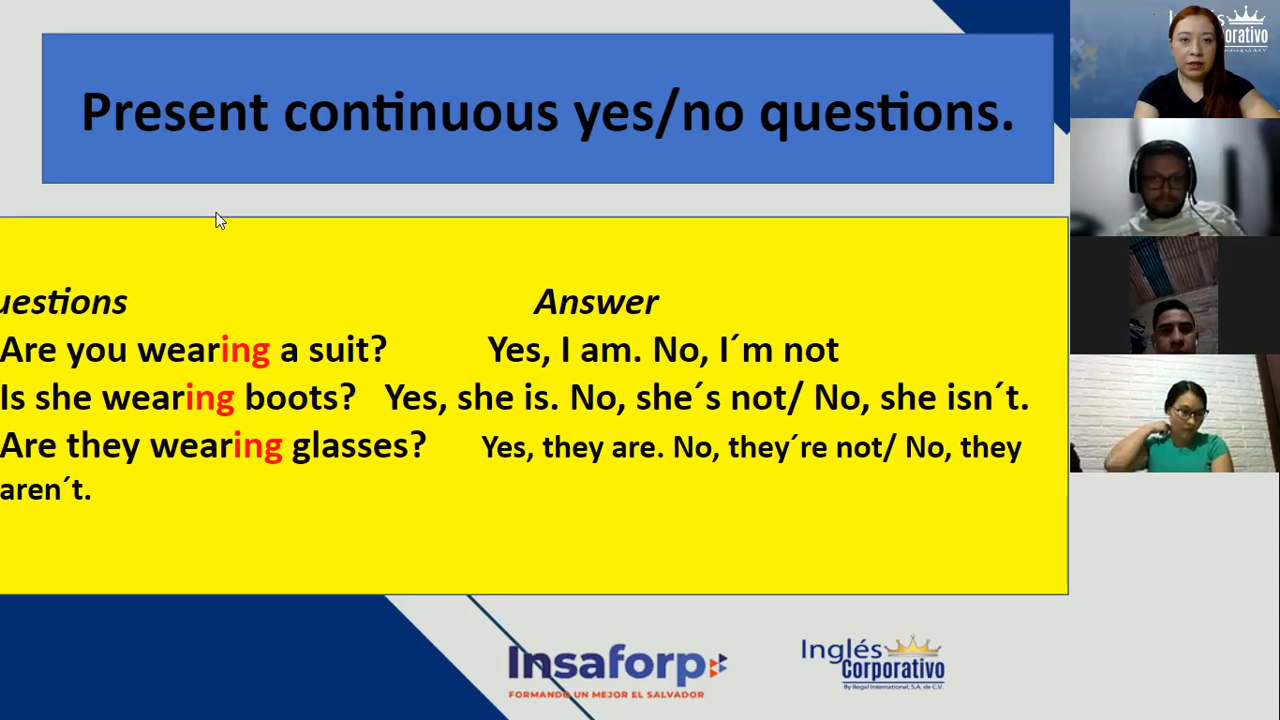 Present continuous yes/no questions.
uestions Answer
Are you wearing a suit? Yes, I am. No, I´m not
Is she wearing boots? Yes, she is. No, she´s not/ No, she isn´t.
Are they wearing glasses? Yes, they are. No, they´re not/ No, they
aren´t.
Insaforp
FORMANDO UN MEJOR EL SALVADOR
Inglés
Corporativo
By Regal International, S.A. de C.V.
orativo